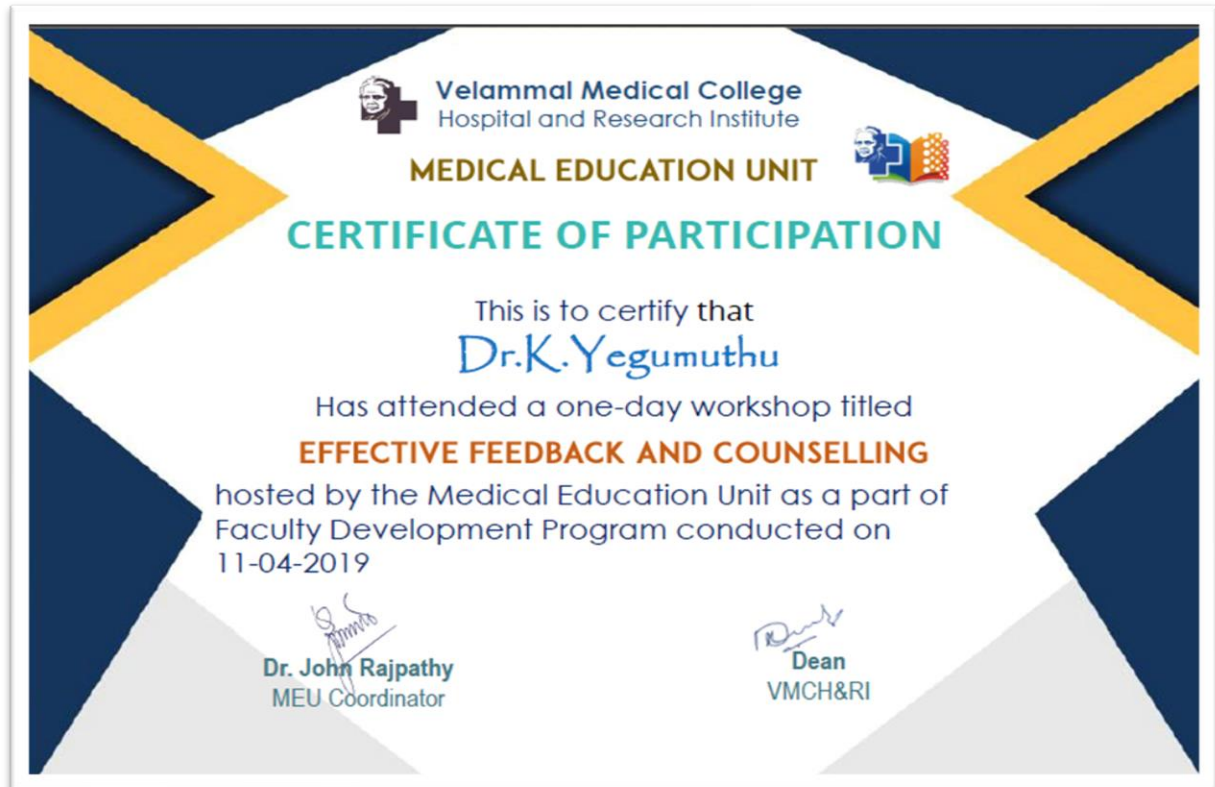 Velammal Medical College
Hospital and Research Institute
MEDICAL EDUCATION UNIT
CERTIFICATE OF PARTICIPATION
This is to certify that
Dr.K.Yegumuthu
Has attended a one-day workshop titled
EFFECTIVE FEEDBACK AND COUNSELLING
hosted by the Medical Education Unit as a part of
Faculty Development Program conducted on
11-04-2019
Dr. John Rajpathy
MEU Coordinator
Dean
VMCH&RI